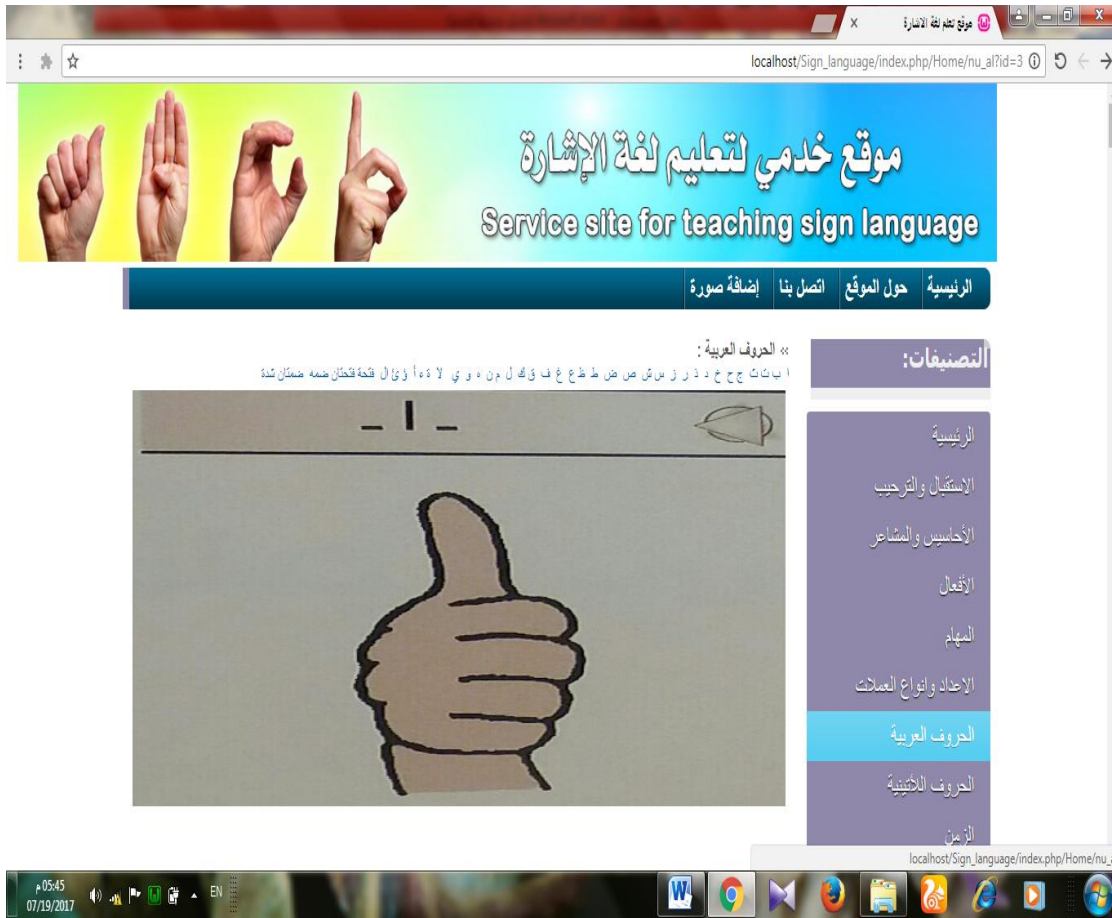 موقع تعلم لغة الاشارة
localhost/Sign_language/index.php/Home/nu_al?id=3
موقع خدمي لتعليم لغة الإشارة
Service site for teaching sign language
الرئيسية حول الموقع اتصل بنا إضافة صورة
التصنيفات:
الرئيسية
الاستقبال والترحيب
الأحاسيس والمشاعر
الأفعال
المهام
الاعداد وانواع العملات
الحروف العربية
الحروف اللأتينية
الزمن
» الحروف العربية :
ا ب ت ث ج ح خ د ذ ر ز س ش ص ض ط ظ ع غ ف ق ك ل م ن ه و ي لا ة ء أ ؤ ئ ال فتحة فتحتان ضمه ضمتان شدة
_ ا _
localhost/Sign_language/index.php/Home/nu_a
EN
05:45 م
07/19/2017